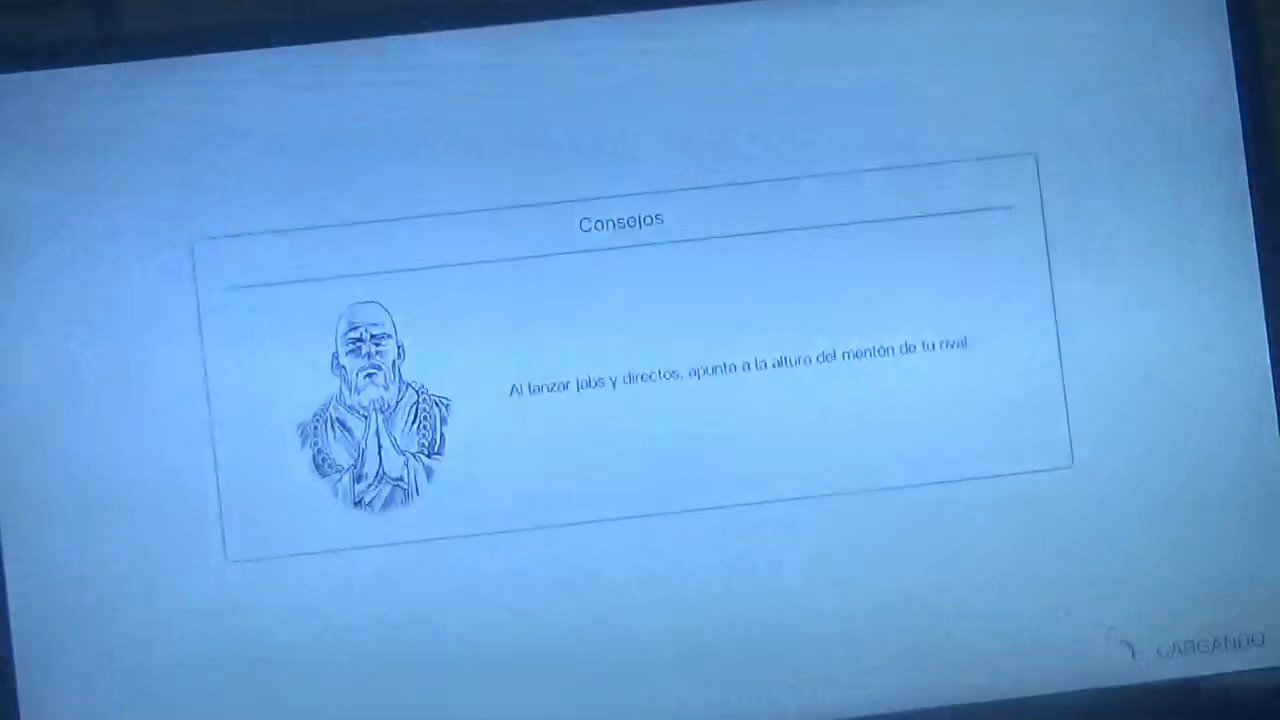 Consejos
Al lanzar jabs y directos, apunta a la altura del mentón de tu rival
CARGANDO